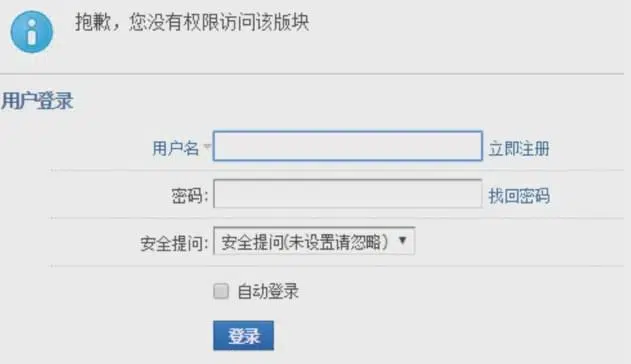 抱歉，您没有权限访问该版块
用户登录
用户名 立即注册
密码: 找回密码
安全提问: 安全提问(未设置请忽略)
自动登录
登录